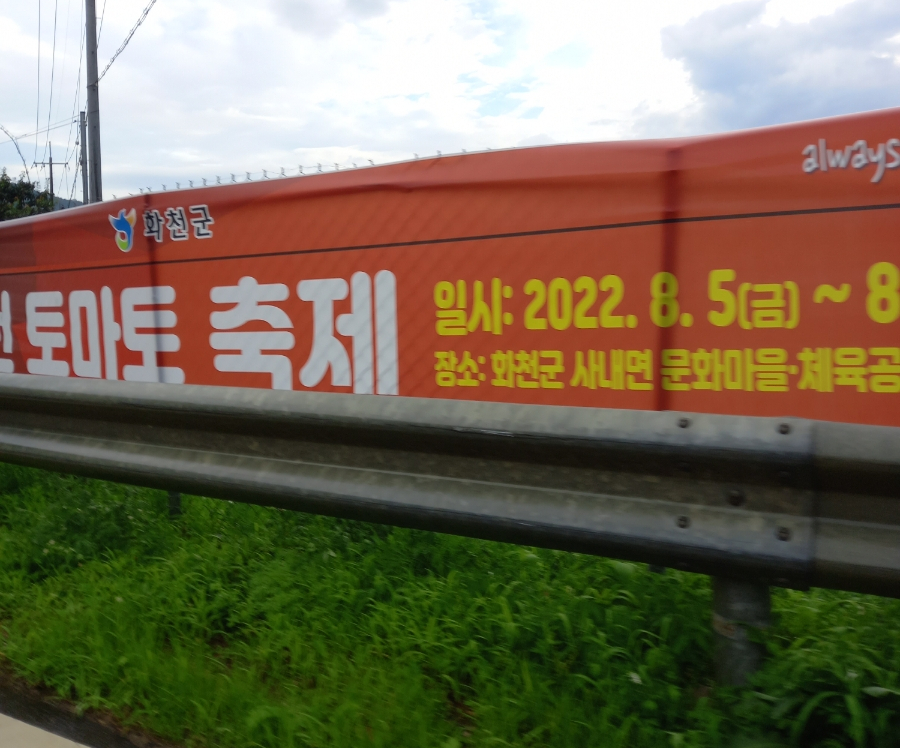 화천군
always
토마토 축제
일시: 2022. 8. 5(금) ~ 8
장소: 화천군 사내면 문화마을·체육공